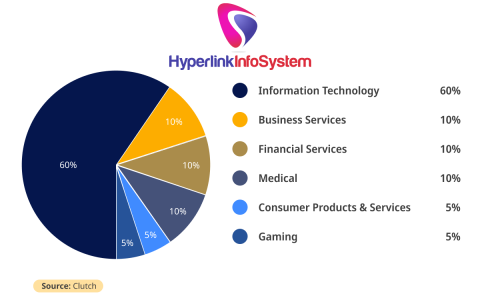 HyperlinkInfoSystem
60%
10%
10%
10%
5%
5%
Information Technology 60%
Business Services 10%
Financial Services 10%
Medical 10%
Consumer Products & Services 5%
Gaming 5%
Source: Clutch